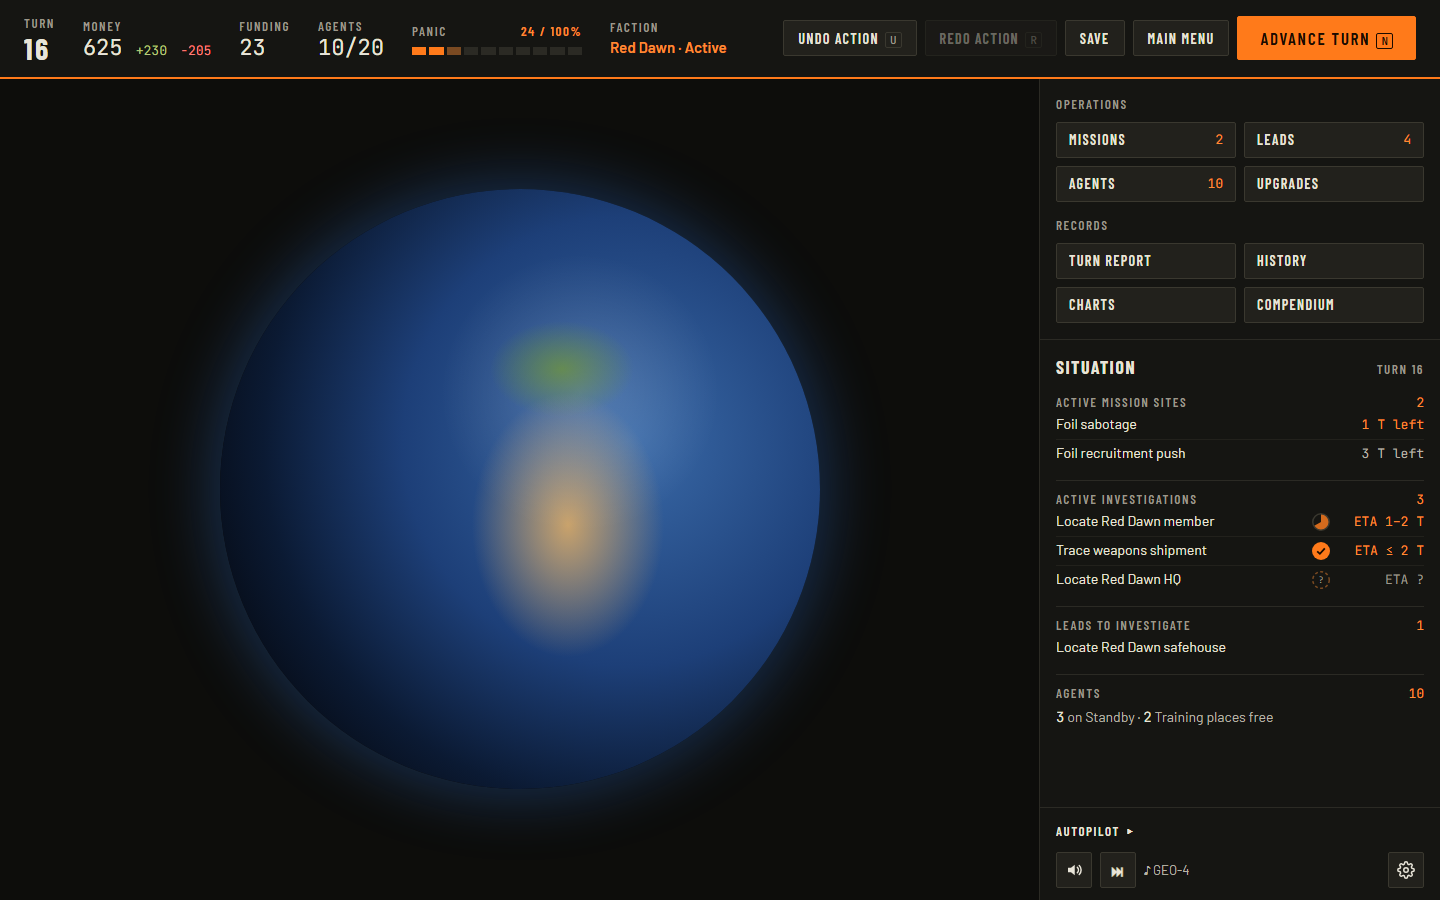 TURN
16
MONEY
625 +230 -205
FUNDING
23
AGENTS
10/20
PANIC 24 / 100%
FACTION
Red Dawn · Active
UNDO ACTION U
REDO ACTION R
SAVE
MAIN MENU
ADVANCE TURN N
OPERATIONS
MISSIONS 2
LEADS 4
AGENTS 10
UPGRADES
RECORDS
TURN REPORT
HISTORY
CHARTS
COMPENDIUM
SITUATION TURN 16
ACTIVE MISSION SITES 2
Foil sabotage 1 T left
Foil recruitment push 3 T left
ACTIVE INVESTIGATIONS 3
Locate Red Dawn member ETA 1–2 T
Trace weapons shipment ETA ≤ 2 T
Locate Red Dawn HQ ? ETA ?
LEADS TO INVESTIGATE 1
Locate Red Dawn safehouse
AGENTS 10
3 on Standby · 2 Training places free
AUTOPILOT ▸
♪ GEO-4